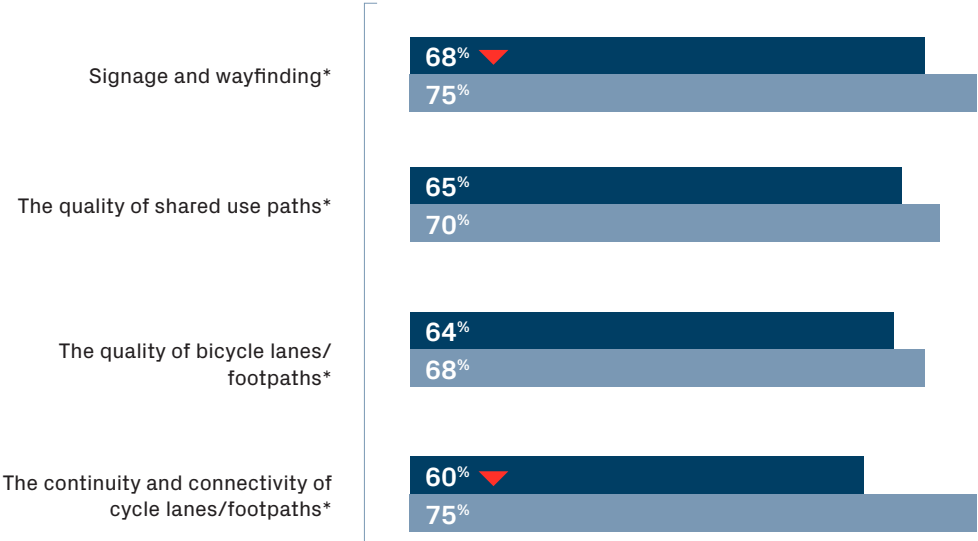 68%
Signage and wayfinding*
75%
65%
The quality of shared use paths*
70%
64%
The quality of bicycle lanes/
footpaths*
68%
60%
The continuity and connectivity of
cycle lanes/footpaths*
75%